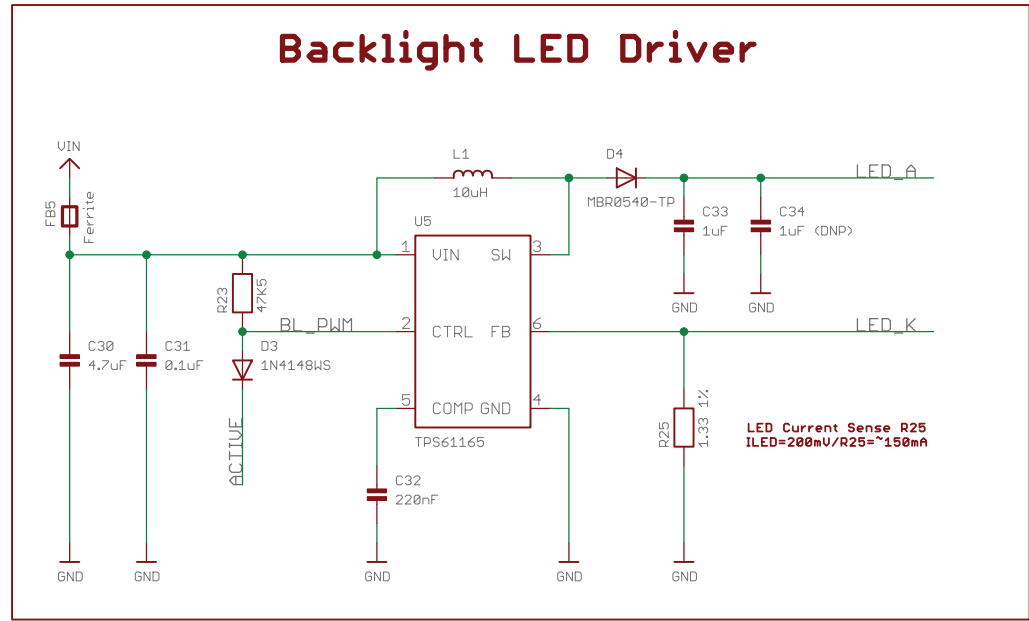 Backlight LED Driver
VIN
FB5
Ferrite
L1
10uH
D4
MBR0540-TP
LED_A
C33
1uF
C34
1uF (DNP)
GND
GND
U5
1
VIN
SW
3
R23
47K5
BL_PWM
2
CTRL
FB
6
LED_K
C30
4.7uF
C31
0.1uF
D3
1N4148WS
ACTIVE
5
COMP
GND
4
TPS61165
R25
1.33 1%
LED Current Sense R25
ILED=200mV/R25=~150mA
C32
220nF
GND
GND
GND
GND
GND